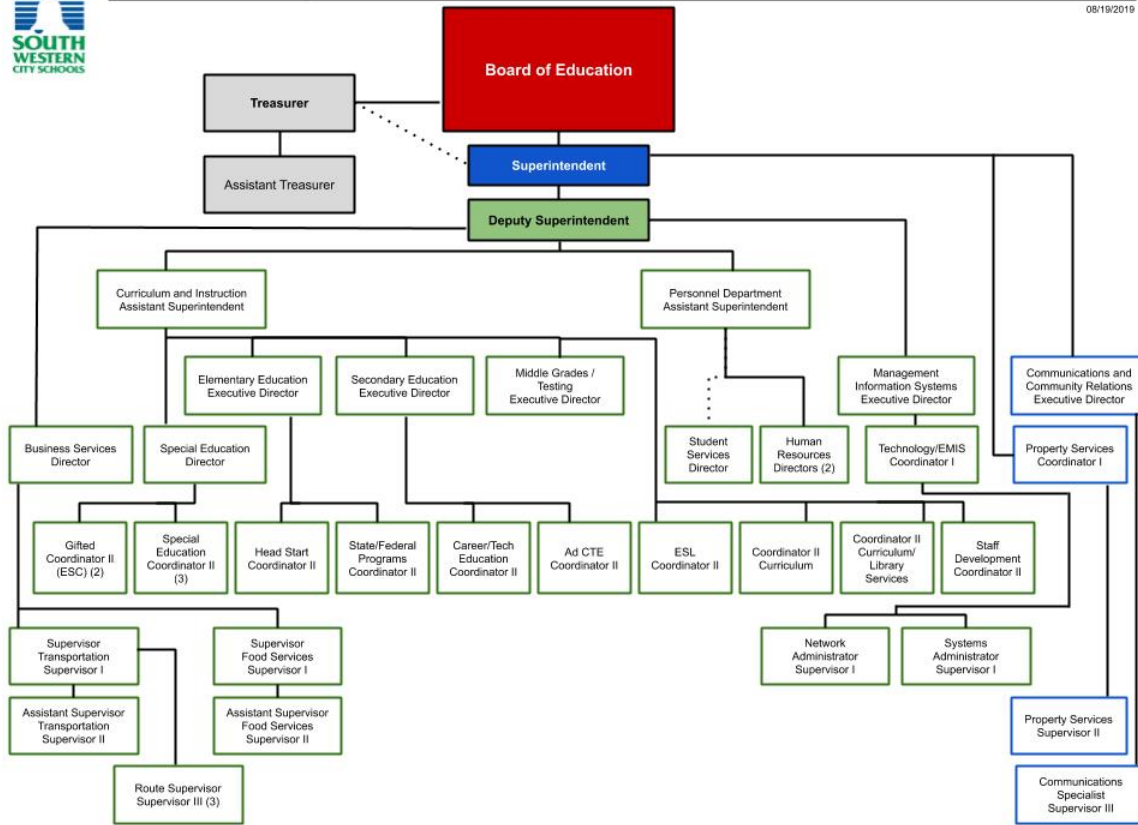 08/19/2019
SOUTH
WESTERN
CITY SCHOOLS
Board of Education
Treasurer
Superintendent
Assistant Treasurer
Deputy Superintendent
Curriculum and Instruction
Assistant Superintendent
Personnel Department
Assistant Superintendent
Elementary Education
Executive Director
Secondary Education
Executive Director
Middle Grades /
Testing
Executive Director
Management
Information Systems
Executive Director
Communications and
Community Relations
Executive Director
Business Services
Director
Special Education
Director
Student
Services
Director
Human
Resources
Directors (2)
Technology/EMIS
Coordinator I
Property Services
Coordinator I
Gifted
Coordinator II
(ESC) (2)
Special
Education
Coordinator II
(3)
Head Start
Coordinator II
State/Federal
Programs
Coordinator II
Career/Tech
Education
Coordinator II
Ad CTE
Coordinator II
ESL
Coordinator II
Coordinator II
Curriculum
Coordinator II
Curriculum/
Library
Services
Staff
Development
Coordinator II
Supervisor
Transportation
Supervisor I
Supervisor
Food Services
Supervisor I
Network
Administrator
Supervisor I
Systems
Administrator
Supervisor I
Assistant Supervisor
Transportation
Supervisor II
Assistant Supervisor
Food Services
Supervisor II
Property Services
Supervisor II
Route Supervisor
Supervisor III (3)
Communications
Specialist
Supervisor III